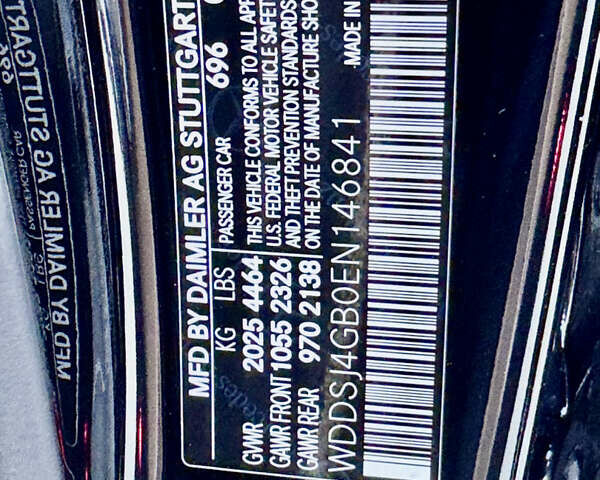 MFD BY DAIMLER AG STUTTGART
KG LBS PASSENGER CAR 696
GVWR 2025 4464 THIS VEHICLE CONFORMS TO ALL APP
GAWR FRONT 1055 2326 U.S. FEDERAL MOTOR VEHICLE SAFET
AND THEFT PREVENTION STANDARDS
GAWR REAR 970 2138 ON THE DATE OF MANUFACTURE SHO
WDDSJ4GB0EN146841 MADE IN